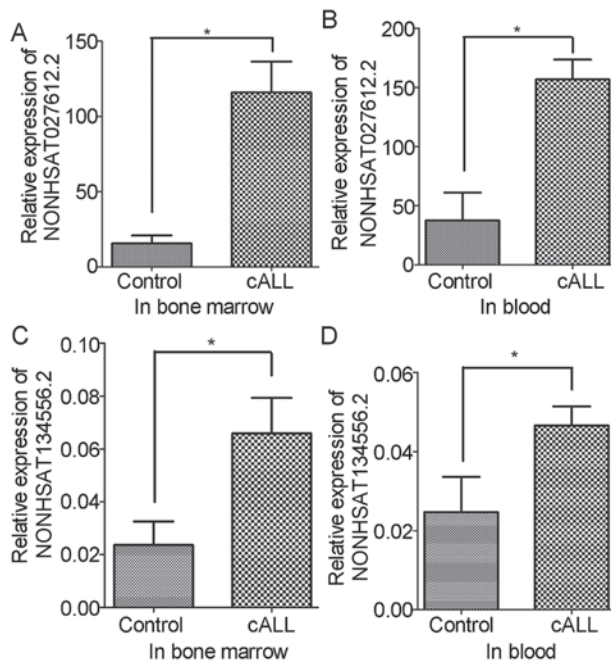 A
Relative expression of
NONHSAT027612.2
150
100
50
0
*
Control
cALL
In bone marrow
B
Relative expression of
NONHSAT027612.2
200
150
100
50
0
*
Control
cALL
In blood
C
Relative expression of
NONHSAT134556.2
0.10
0.08
0.06
0.04
0.02
0.00
*
Control
cALL
In bone marrow
D
Relative expression of
NONHSAT134556.2
0.06
0.04
0.02
0.00
*
Control
cALL
In blood